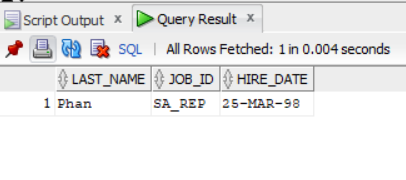 Script Output x Query Result x
SQL | All Rows Fetched: 1 in 0.004 seconds
LAST_NAME JOB_ID HIRE_DATE
1 Phan SA_REP 25-MAR-98